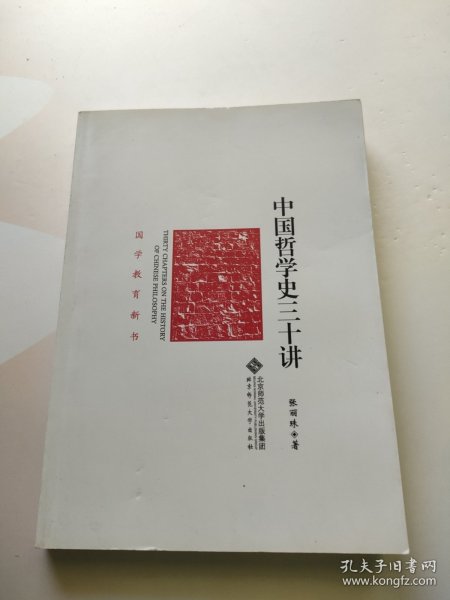 中国哲学史三十讲
张丽珠 著
THIRTY CHAPTERS ON THE HISTORY
OF CHINESE PHILOSOPHY
国学教育新书
北京师范大学出版集团
北京师范大学出版社
孔夫子旧书网
www.kongfz.com